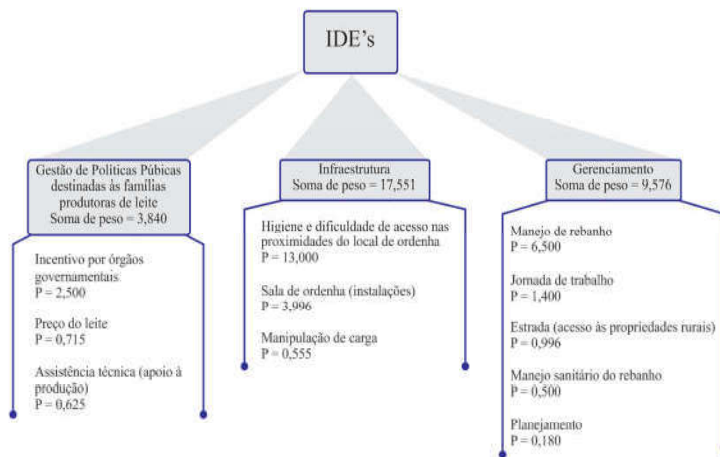 IDE's
Gestão de Políticas Púbicas
destinadas às famílias
produtoras de leite
Soma de peso = 3,840
Incentivo por órgãos
governamentais
P = 2,500
Preço do leite
P = 0,715
Assistência técnica (apoio à
produção)
P = 0,625
Infraestrutura
Soma de peso = 17,551
Higiene e dificuldade de acesso nas
proximidades do local de ordenha
P = 13,000
Sala de ordenha (instalações)
P = 3,996
Manipulação de carga
P = 0,555
Gerenciamento
Soma de peso = 9,576
Manejo de rebanho
P = 6,500
Jornada de trabalho
P = 1,400
Estrada (acesso às propriedades rurais)
P = 0,996
Manejo sanitário do rebanho
P = 0,500
Planejamento
P = 0,180